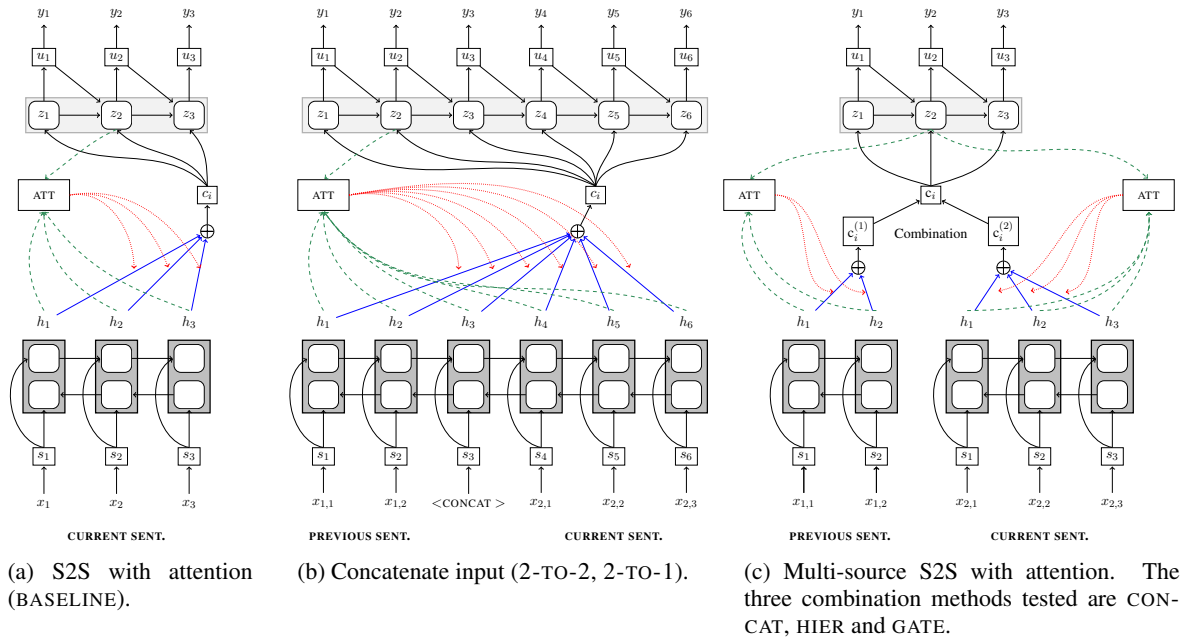 y1 y2 y3 y1 y2 y3 y4 y5 y6 y1 y2 y3
u1 u2 u3 u1 u2 u3 u4 u5 u6 u1 u2 u3
z1 z2 z3 z1 z2 z3 z4 z5 z6 z1 z2 z3
ATT ci ATT ci ATT ci ATT
ci(1) Combination ci(2)
h1 h2 h3 h1 h2 h3 h4 h5 h6 h1 h2 h1 h2 h3
s1 s2 s3 s1 s2 s3 s4 s5 s6 s1 s2 s1 s2 s3
x1 x2 x3 x1,1 x1,2 <CONCAT > x2,1 x2,2 x2,3 x1,1 x1,2 x2,1 x2,2 x2,3
CURRENT SENT. PREVIOUS SENT. CURRENT SENT. PREVIOUS SENT. CURRENT SENT.
(a) S2S with attention
(BASELINE).
(b) Concatenate input (2-TO-2, 2-TO-1).
(c) Multi-source S2S with attention. The
three combination methods tested are CON-
CAT, HIER and GATE.